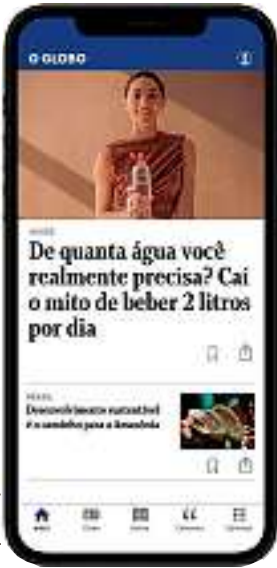 O GLOBO
De quanta água você
realmente precisa? Cai
o mito de beber 2 litros
por dia
Desenvolvimento sustentável
é o caminho para a Amazônia